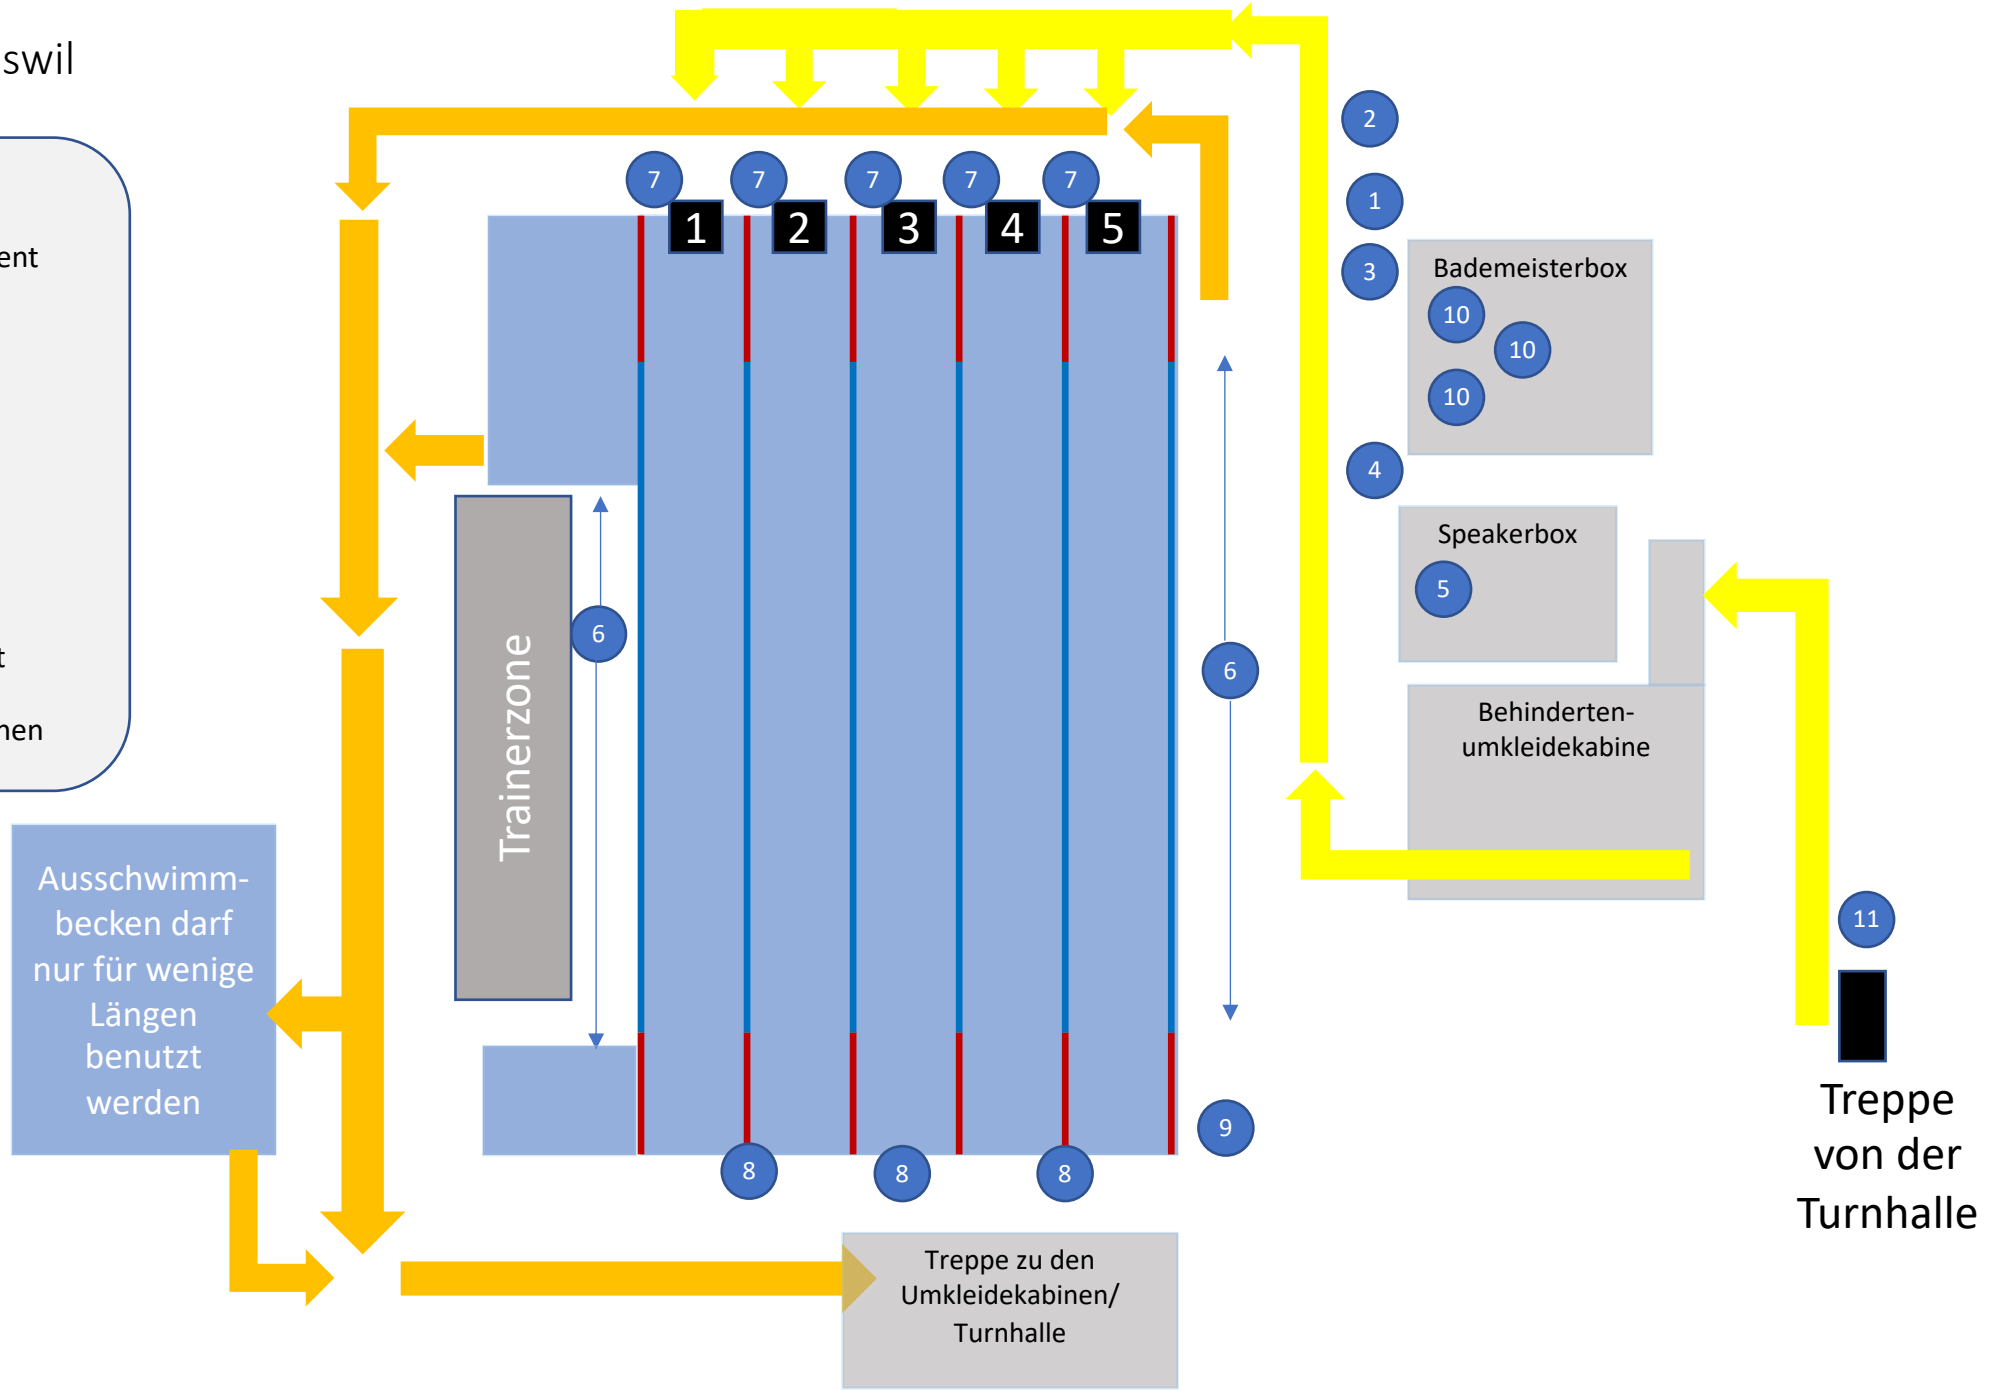 swil
ent
t
nen
1
2
3
4
5
7
7
7
7
7
2
1
3
Bademeisterbox
10
10
10
4
Speakerbox
5
Behinderten-
umkleidekabine
6
6
Trainerzone
Ausschwimm-
becken darf
nur für wenige
Längen
benutzt
werden
8
8
8
9
11
Treppe
von der
Turnhalle
Treppe zu den
Umkleidekabinen/
Turnhalle